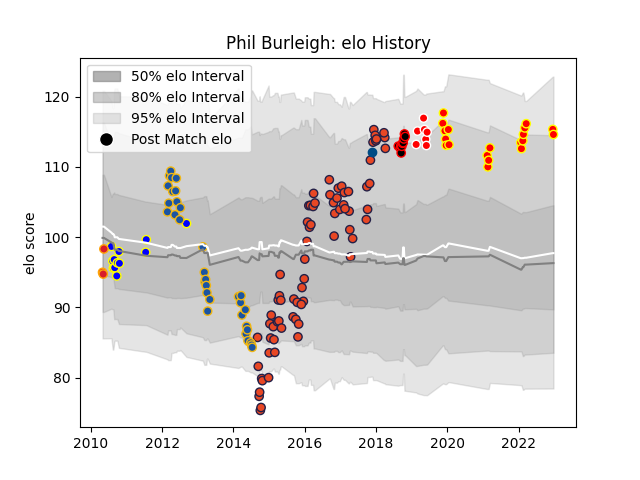 Phil Burleigh: elo History
50% elo Interval
80% elo Interval
95% elo Interval
Post Match elo
elo score
120
110
100
90
80
2010 2012 2014 2016 2018 2020 2022